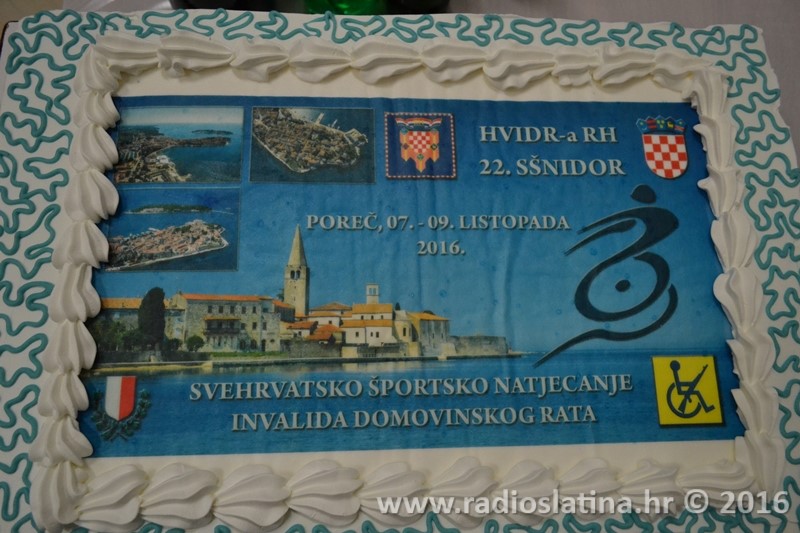 HVIDR-a RH
22. SŠNIDOR
POREČ, 07. - 09. LISTOPADA
2016.
SVEHRVATSKO ŠPORTSKO NATJECANJE
INVALIDA DOMOVINSKOG RATA
www.radioslatina.hr © 2016